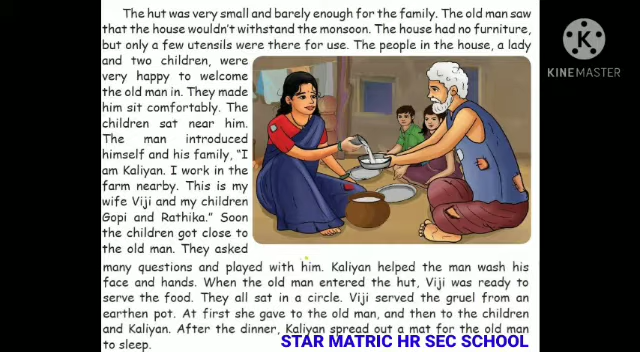 The hut was very small and barely enough for the family. The old man saw
that the house wouldn't withstand the monsoon. The house had no furniture,
but only a few utensils were there for use. The people in the house, a lady
and two children, were
very happy to welcome
the old man in. They made
him sit comfortably. The
children sat near him.
The man introduced
himself and his family, "I
am Kaliyan. I work in the
farm nearby. This is my
wife Viji and my children
Gopi and Rathika." Soon
the children got close to
the old man. They asked
many questions and played with him. Kaliyan helped the man wash his
face and hands. When the old man entered the hut, Viji was ready to
serve the food. They all sat in a circle. Viji served the gruel from an
earthen pot. At first she gave to the old man, and then to the children
and Kaliyan. After the dinner, Kaliyan spread out a mat for the old man
to sleep.
STAR MATRIC HR SEC SCHOOL
KINEMASTER